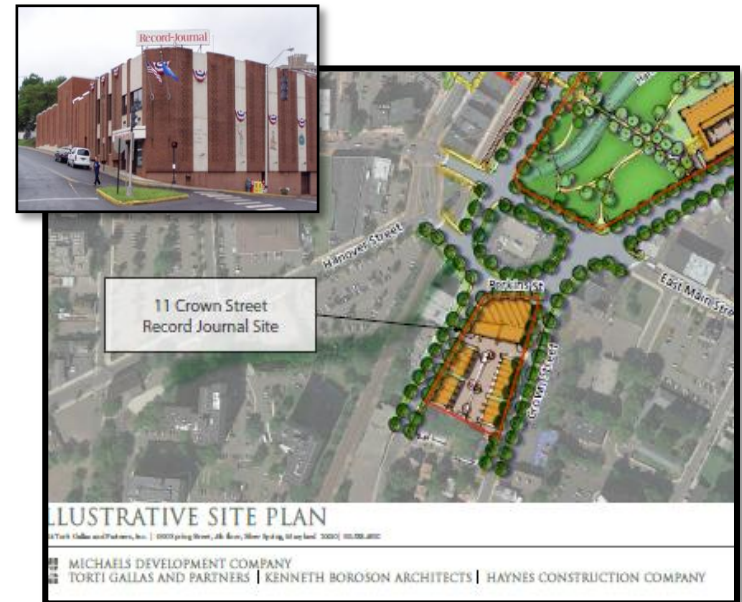 Record-Journal
Hanover Street
Perkins St
East Main Stre
11 Crown Street
Record Journal Site
Crown Street
LLUSTRATIVE SITE PLAN
MICHAELS DEVELOPMENT COMPANY
TORTI GALLAS AND PARTNERS | KENNETH BOROSON ARCHITECTS | HAYNES CONSTRUCTION COMPANY